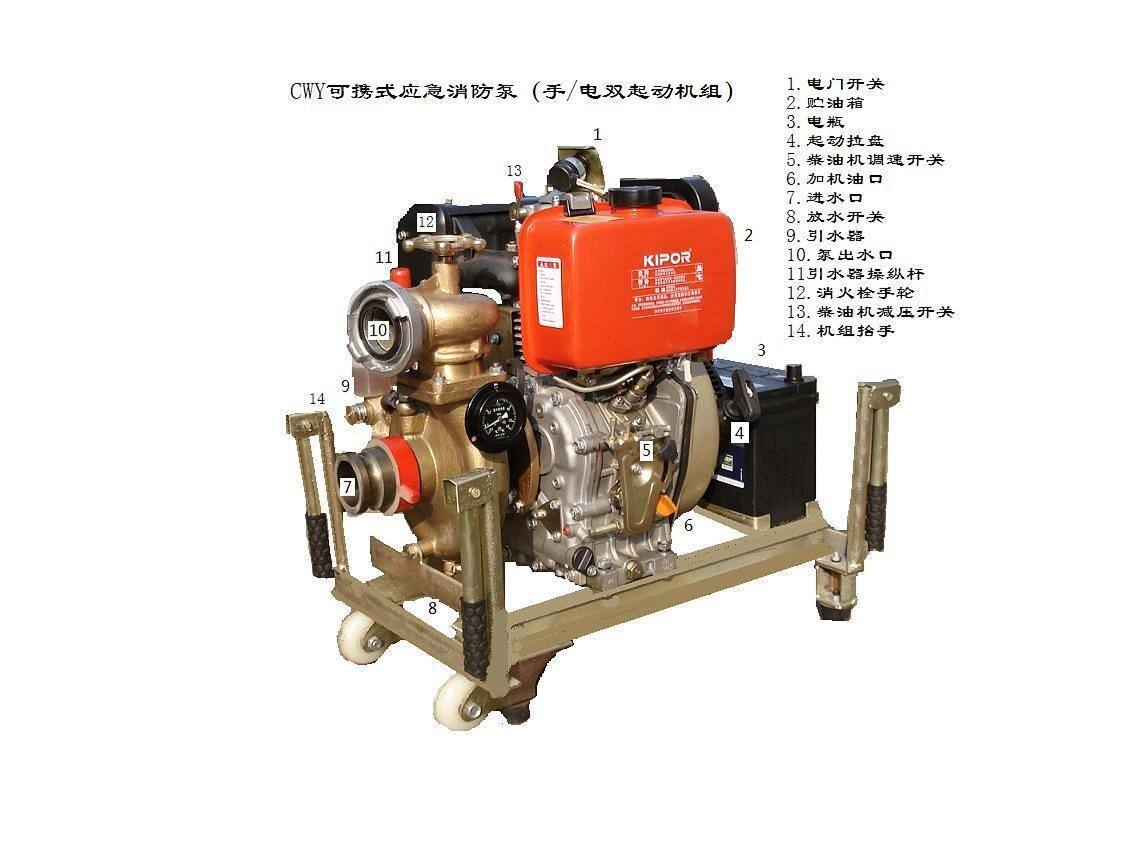 CWY可携式应急消防泵（手/电双起动机组）
1.电门开关
2.贮油箱
3.电瓶
4.起动拉盘
5.柴油机调速开关
6.加机油口
7.进水口
8.放水开关
9.引水器
10.泵出水口
11引水器操纵杆
12.消火栓手轮
13.柴油机减压开关
14.机组抬手
1
13
12
2
11
KIPOR
10
3
9
14
4
5
7
6
8